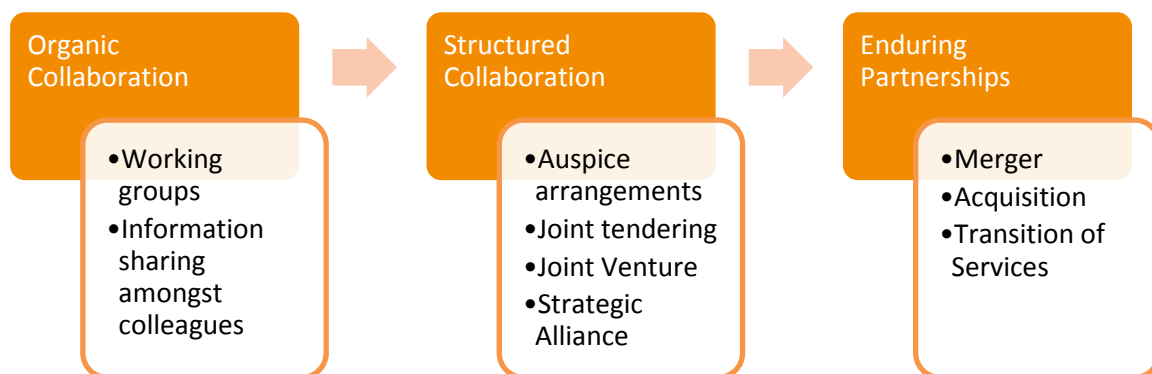 Organic
Collaboration
•Working
groups
•Information
sharing
amongst
colleagues
Structured
Collaboration
•Auspice
arrangements
•Joint tendering
•Joint Venture
•Strategic
Alliance
Enduring
Partnerships
•Merger
•Acquisition
•Transition of
Services